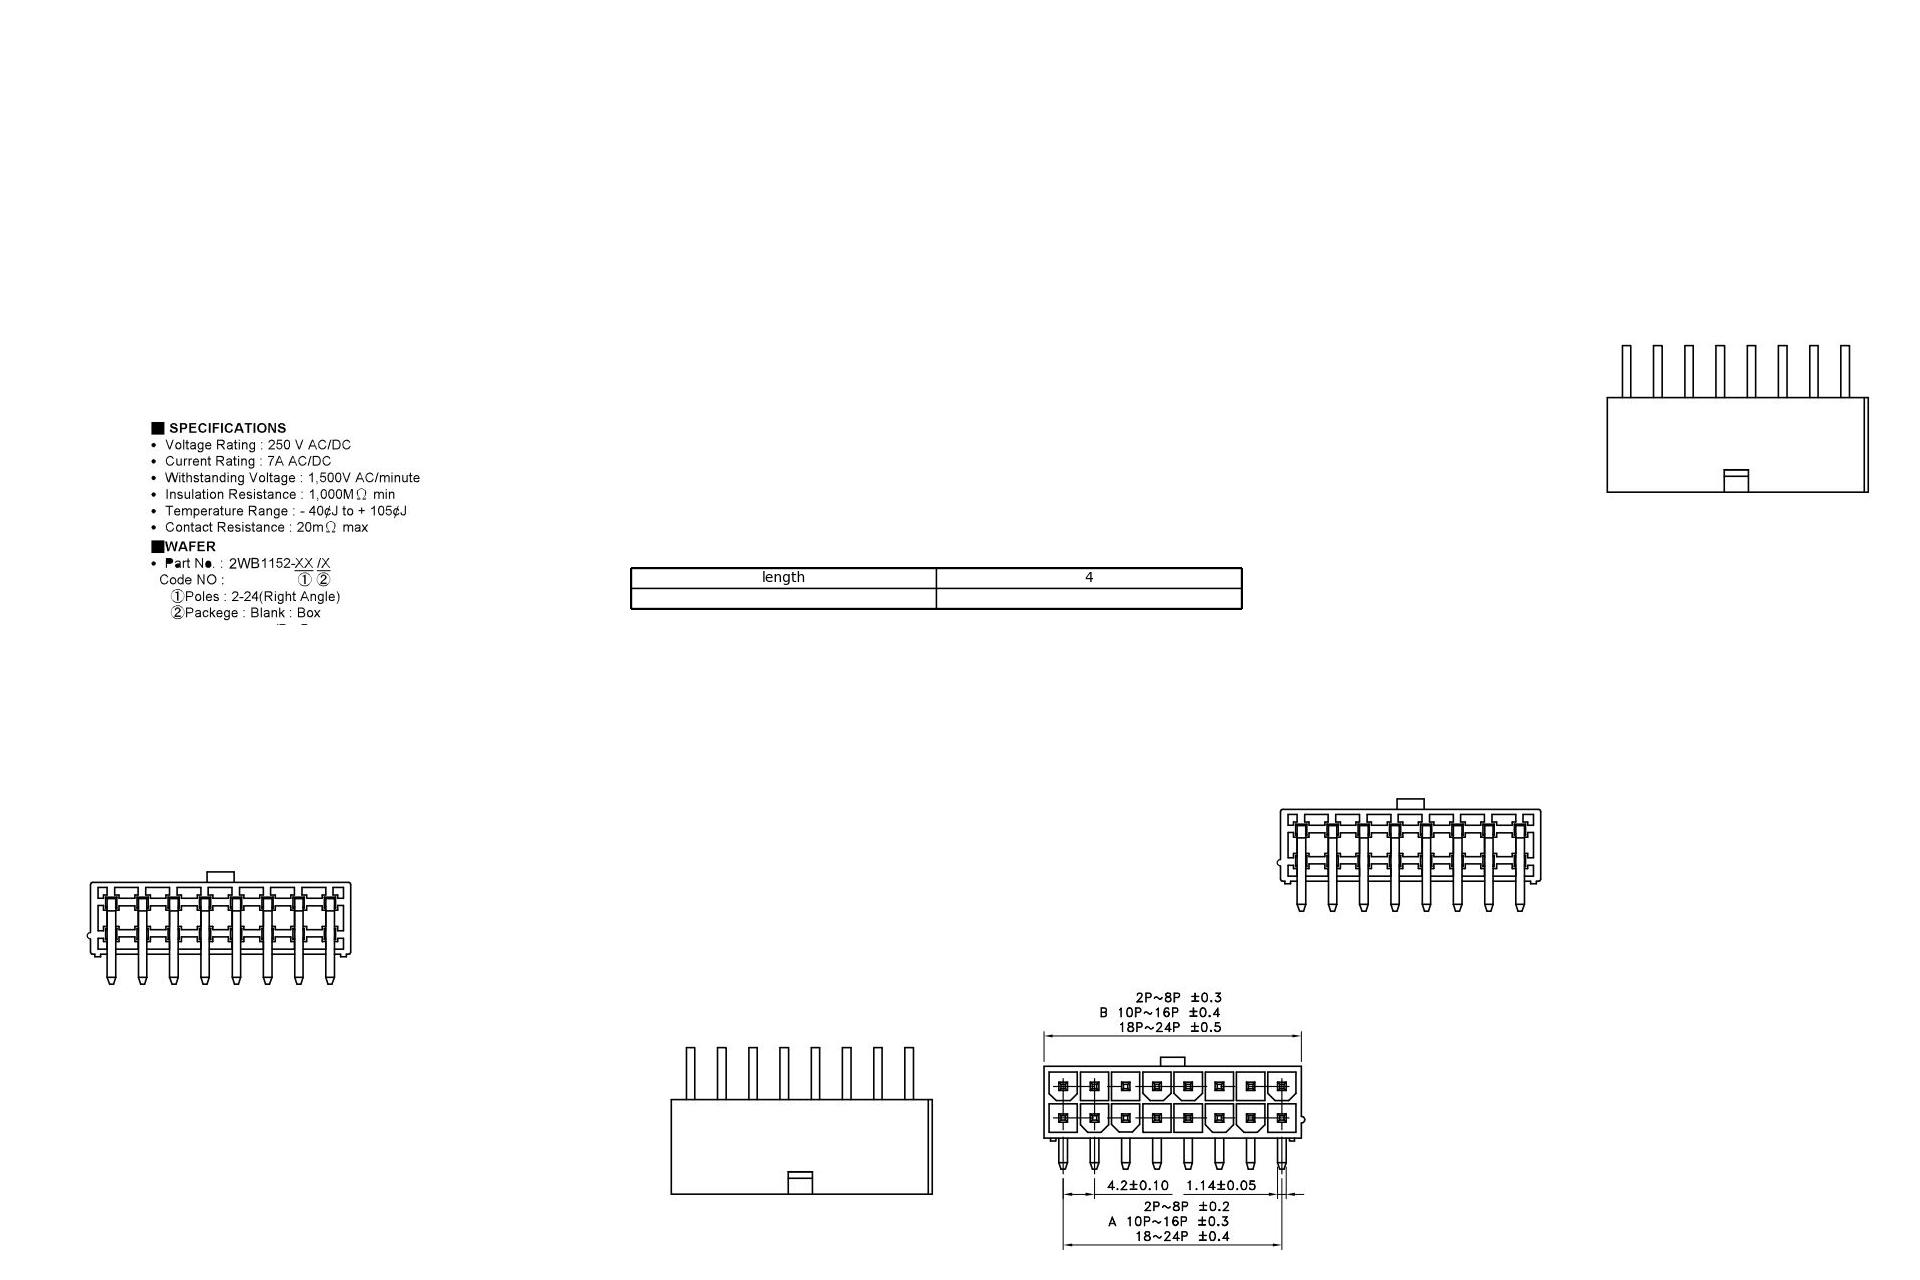 ■ SPECIFICATIONS
• Voltage Rating : 250 V AC/DC
• Current Rating : 7A AC/DC
• Withstanding Voltage : 1,500V AC/minute
• Insulation Resistance : 1,000MΩ min
• Temperature Range : - 40¢J to + 105¢J
• Contact Resistance : 20mΩ max
■WAFER
• Part No. : 2WB1152-XX /X
Code NO : ① ②
①Poles : 2-24(Right Angle)
②Packege : Blank : Box
length 4
2P~8P ±0.3
B 10P~16P ±0.4
18P~24P ±0.5
4.2±0.10 1.14±0.05
2P~8P ±0.2
A 10P~16P ±0.3
18~24P ±0.4